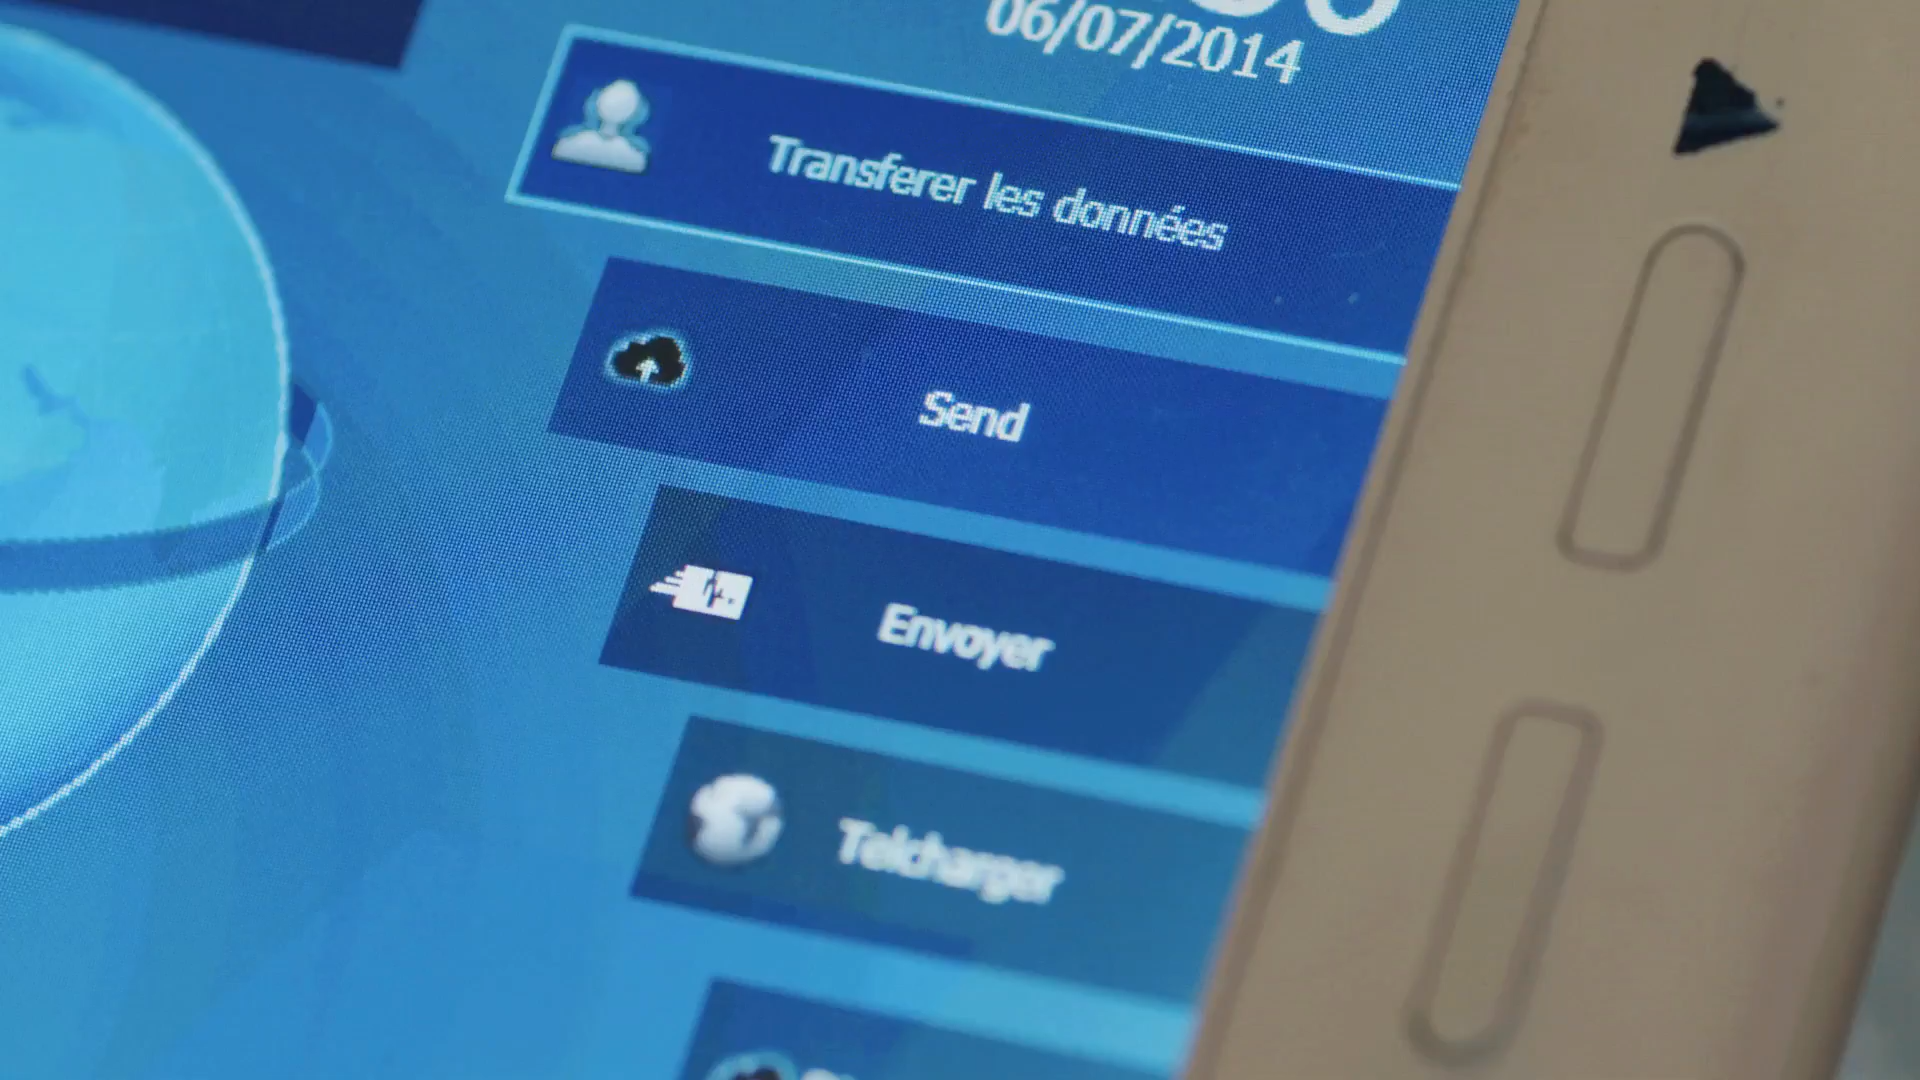 06/07/2014
Transferer les données
Send
Envoyer
Telcharger